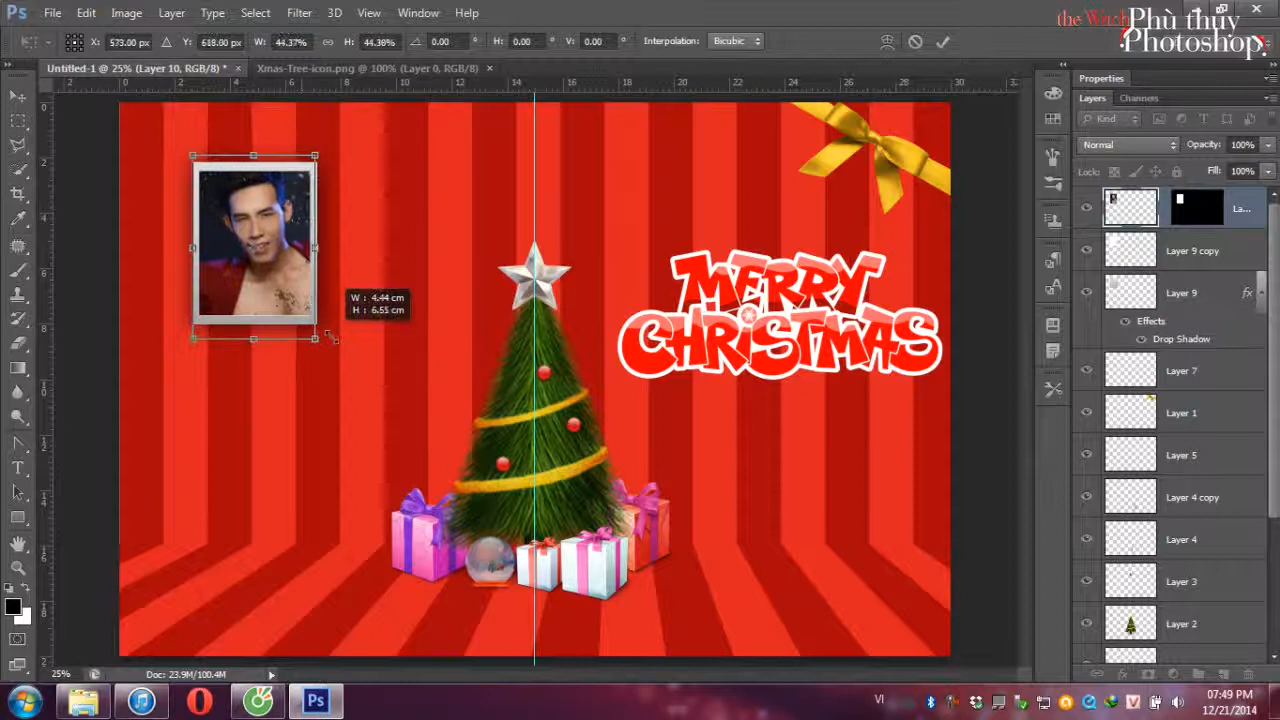 Ps File Edit Image Layer Type Select Filter 3D View Window Help
the Witch Phù thuỷ Photoshop
X: 573.00 px Y: 618.00 px W: 44.37% H: 44.38% 0.00 ° H: 0.00 ° V: 0.00 ° Interpolation: Bicubic
Untitled-1 @ 25% (Layer 10, RGB/8) * × Xmas-Tree-icon.png @ 100% (Layer 0, RGB/8) ×
Properties
Layers Channels
Kind
Normal Opacity: 100%
Lock: Fill: 100%
La...
Layer 9 copy
Layer 9 fx
Effects
Drop Shadow
Layer 7
Layer 1
Layer 5
Layer 4 copy
Layer 4
Layer 3
Layer 2
W: 4.44 cm
H: 6.55 cm
MERRY
CHRISTMAS
25% Doc: 23.9M/100.4M
VI
07:49 PM
12/21/2014